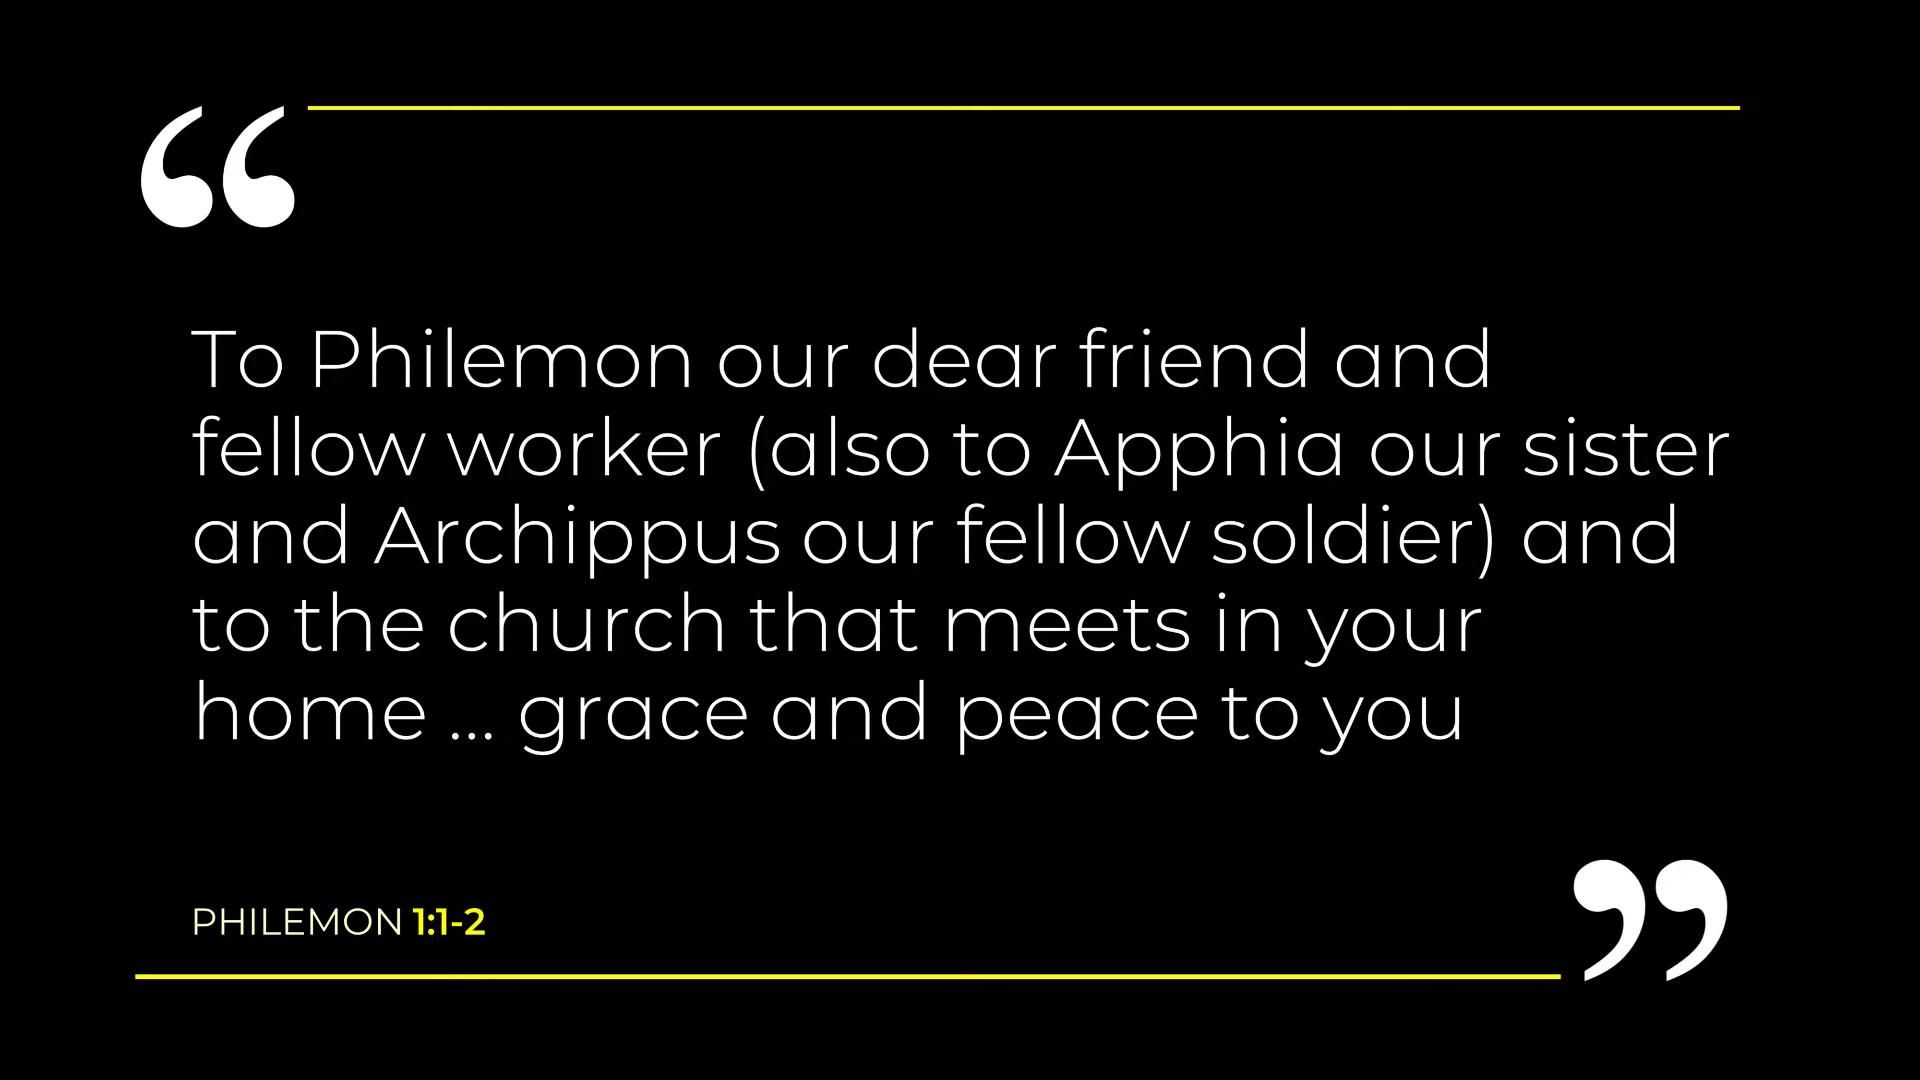 “
To Philemon our dear friend and
fellow worker (also to Apphia our sister
and Archippus our fellow soldier) and
to the church that meets in your
home ... grace and peace to you
PHILEMON 1:1-2
”